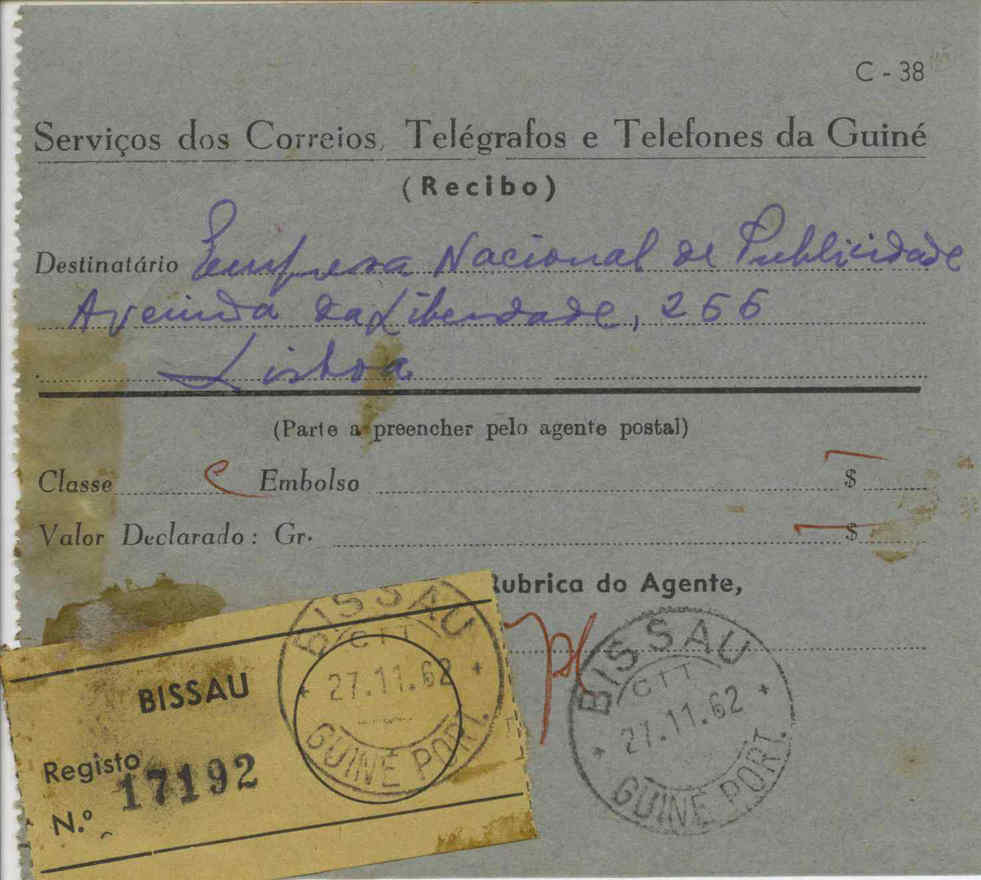 C - 38
Serviços dos Correios, Telégrafos e Telefones da Guiné
(Recibo)
Destinatário Empresa Nacional de Publicidade
Avenida da Liberdade, 266
Lisboa
(Parte a preencher pelo agente postal)
Classe Embolso $
Valor Declarado : Gr. $
Rubrica do Agente,
BISSAU
CTT
27.11.62
GUINÉ PORT.
BISSAU
Registo
N.º 17192
BISSAU
CTT
27.11.62
GUINÉ PORT.